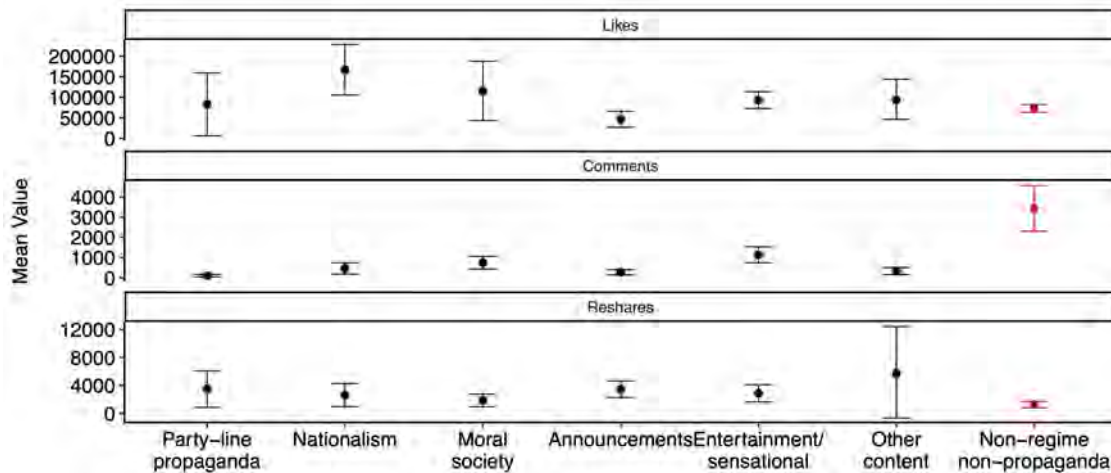 Likes
200000
150000
100000
50000
0
Comments
4000
3000
2000
1000
0
Reshares
12000
8000
4000
0
Mean Value
Party-line
propaganda
Nationalism
Moral
society
Announcements
Entertainment/
sensational
Other
content
Non-regime
non-propaganda